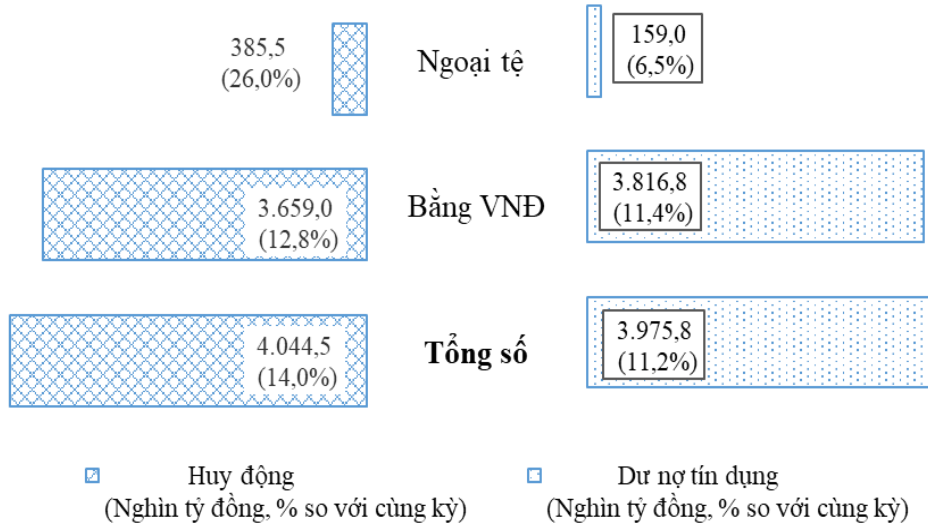 385,5
(26,0%)
Ngoại tệ
159,0
(6,5%)
3.659,0
(12,8%)
Bằng VNĐ
3.816,8
(11,4%)
4.044,5
(14,0%)
Tổng số
3.975,8
(11,2%)
Huy động
(Nghìn tỷ đồng, % so với cùng kỳ)
Dư nợ tín dụng
(Nghìn tỷ đồng, % so với cùng kỳ)